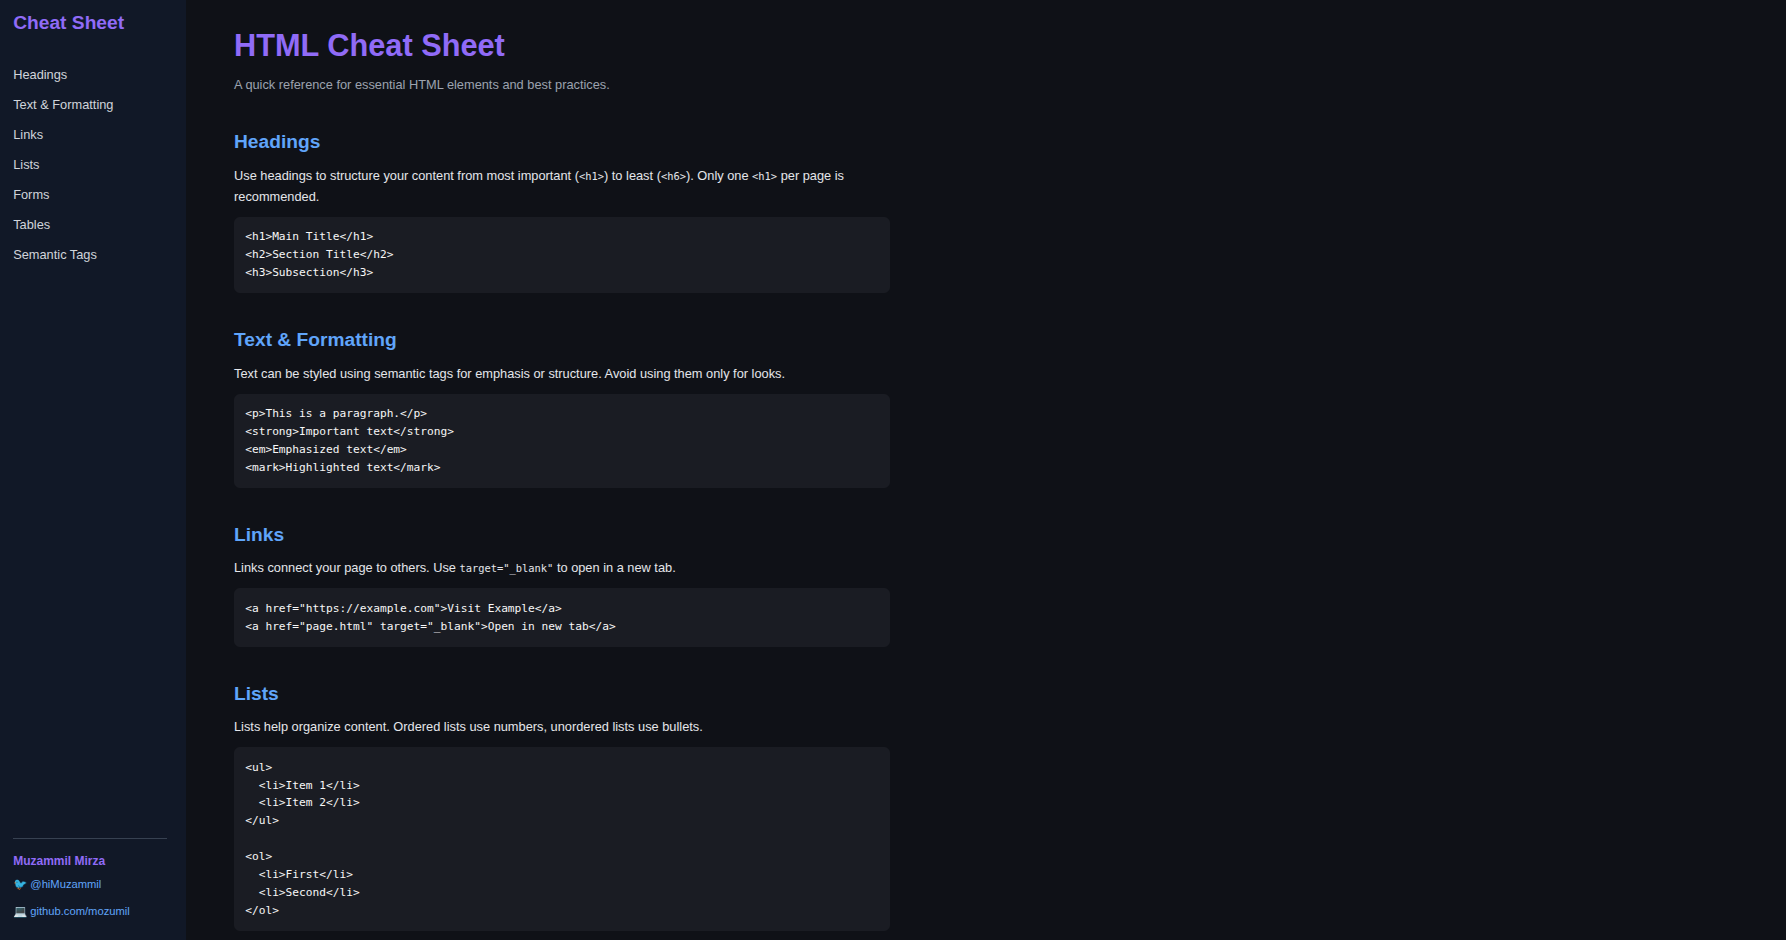 Cheat Sheet
Headings
Text & Formatting
Links
Lists
Forms
Tables
Semantic Tags
Muzammil Mirza
🐦 @hiMuzammil
💻 github.com/mozumil
HTML Cheat Sheet
A quick reference for essential HTML elements and best practices.
Headings
Use headings to structure your content from most important (<h1>) to least (<h6>). Only one <h1> per page is
recommended.
<h1>Main Title</h1>
<h2>Section Title</h2>
<h3>Subsection</h3>
Text & Formatting
Text can be styled using semantic tags for emphasis or structure. Avoid using them only for looks.
<p>This is a paragraph.</p>
<strong>Important text</strong>
<em>Emphasized text</em>
<mark>Highlighted text</mark>
Links
Links connect your page to others. Use target="_blank" to open in a new tab.
<a href="https://example.com">Visit Example</a>
<a href="page.html" target="_blank">Open in new tab</a>
Lists
Lists help organize content. Ordered lists use numbers, unordered lists use bullets.
<ul>
  <li>Item 1</li>
  <li>Item 2</li>
</ul>
<ol>
  <li>First</li>
  <li>Second</li>
</ol>